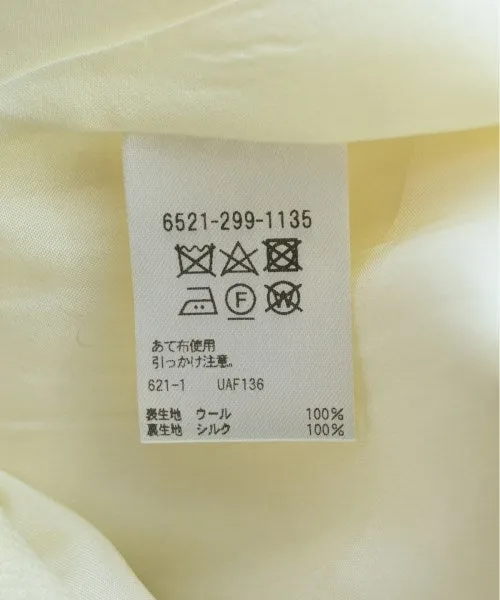 6521-299-1135
F W
あて布使用
引っかけ注意。
621-1 UAF136
表生地 ウール 100%
裏生地 シルク 100%